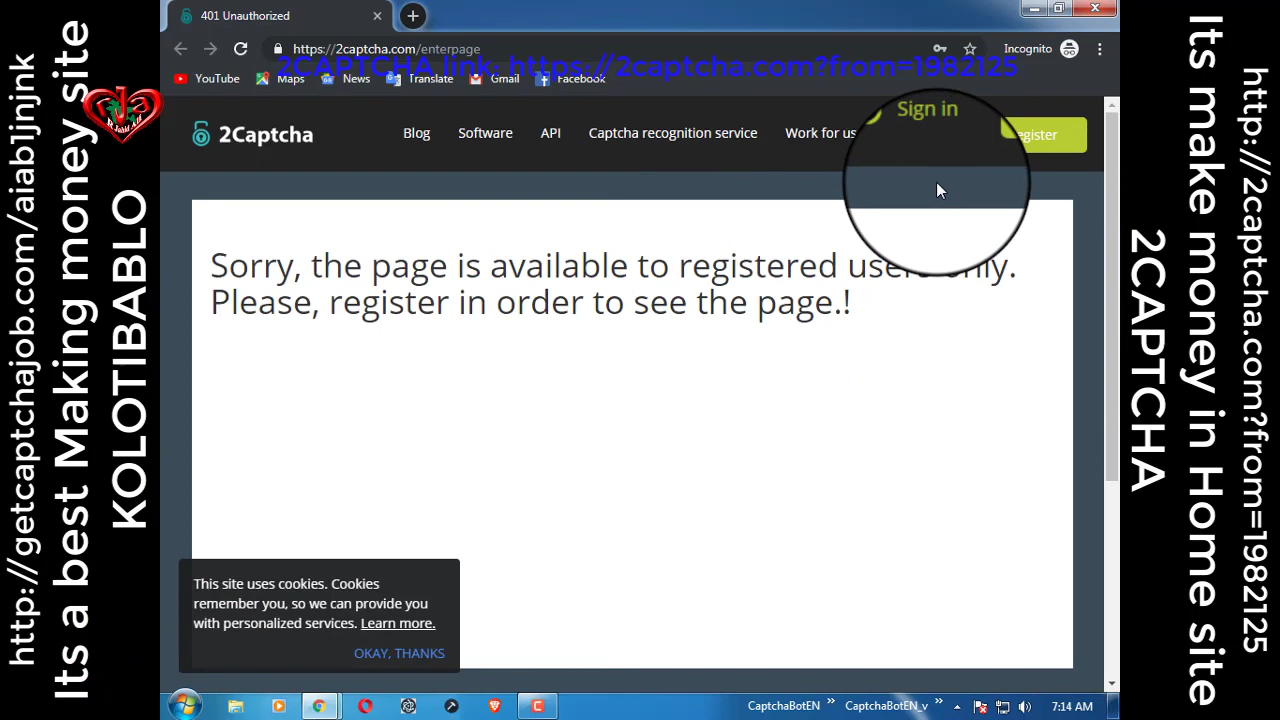 http://getcaptchajob.com/aiabljnjnk
Its a best Making money site
KOLOTIBABLO
401 Unauthorized
https://2captcha.com/enterpage
Incognito
2CAPTCHA link: https://2captcha.com?from=1982125
YouTube
Maps
News
Translate
Gmail
Facebook
2Captcha
Blog
Software
API
Captcha recognition service
Work for us
Sign in
Register
Sorry, the page is available to registered users only.
Please, register in order to see the page.!
This site uses cookies. Cookies
remember you, so we can provide you
with personalized services. Learn more.
OKAY, THANKS
CaptchaBotEN
CaptchaBotEN_v
7:14 AM
2CAPTCHA
Its make money in Home site
http://2captcha.com?from=1982125